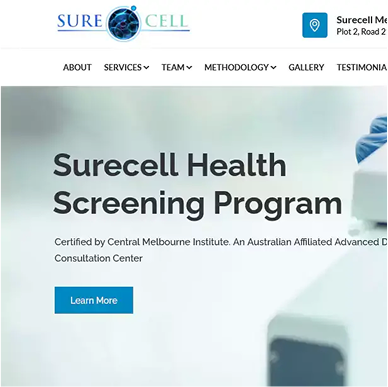 SURE CELL
Surecell Me
Plot 2, Road 2
ABOUT SERVICES TEAM METHODOLOGY GALLERY TESTIMONIA
Surecell Health
Screening Program
Certified by Central Melbourne Institute. An Australian Affiliated Advanced D
Consultation Center
Learn More